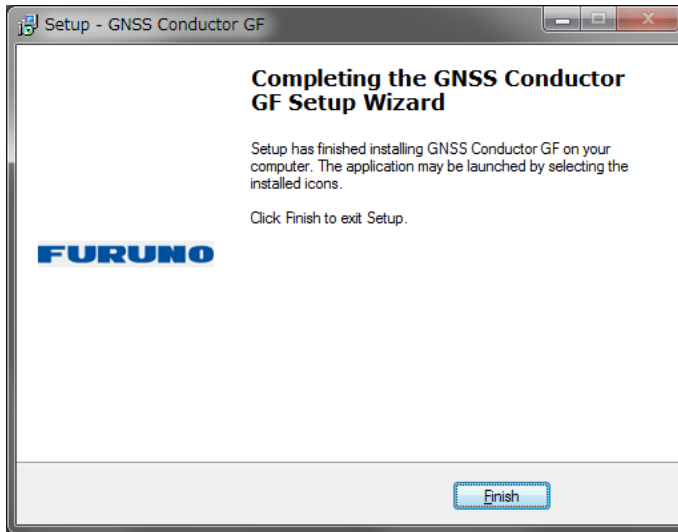 Setup - GNSS Conductor GF
Completing the GNSS Conductor
GF Setup Wizard
Setup has finished installing GNSS Conductor GF on your
computer. The application may be launched by selecting the
installed icons.
Click Finish to exit Setup.
FURUNO
Finish